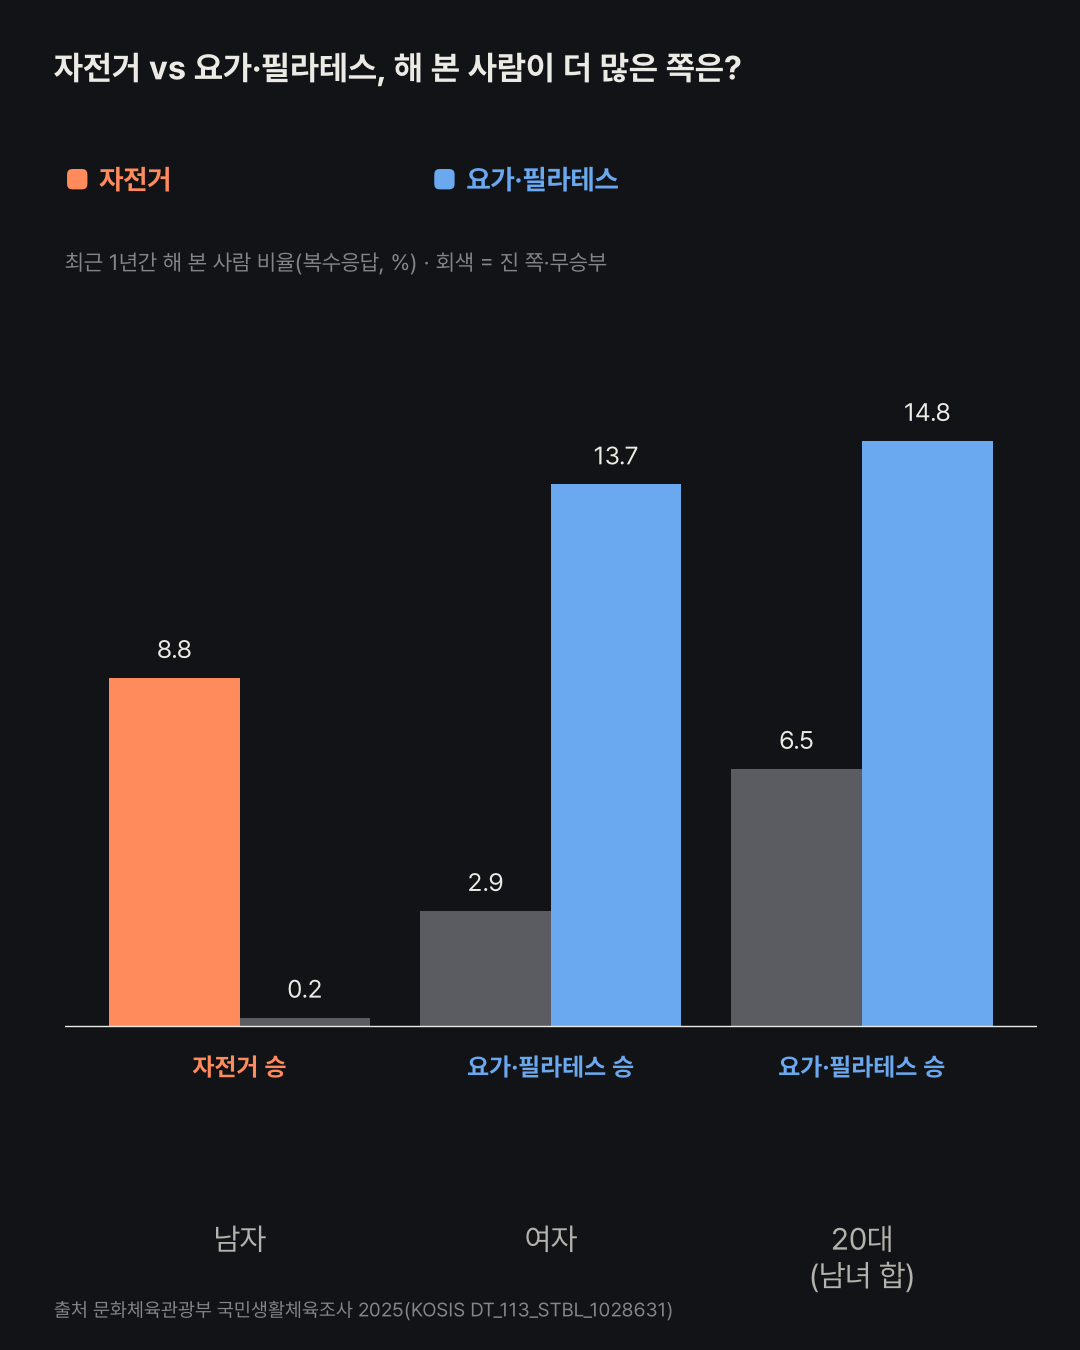 자전거 vs 요가·필라테스, 해 본 사람이 더 많은 쪽은?
자전거
요가·필라테스
최근 1년간 해 본 사람 비율(복수응답, %) · 회색 = 진 쪽·무승부
8.8
0.2
2.9
13.7
6.5
14.8
자전거 승
요가·필라테스 승
요가·필라테스 승
남자
여자
20대
(남녀 합)
출처 문화체육관광부 국민생활체육조사 2025(KOSIS DT_113_STBL_1028631)